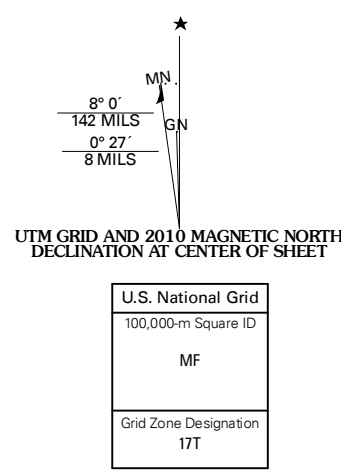 ★
MN
8° 0´
142 MILS
GN
0° 27´
8 MILS
UTM GRID AND 2010 MAGNETIC NORTH
DECLINATION AT CENTER OF SHEET
U.S. National Grid
100,000-m Square ID
MF
Grid Zone Designation
17T